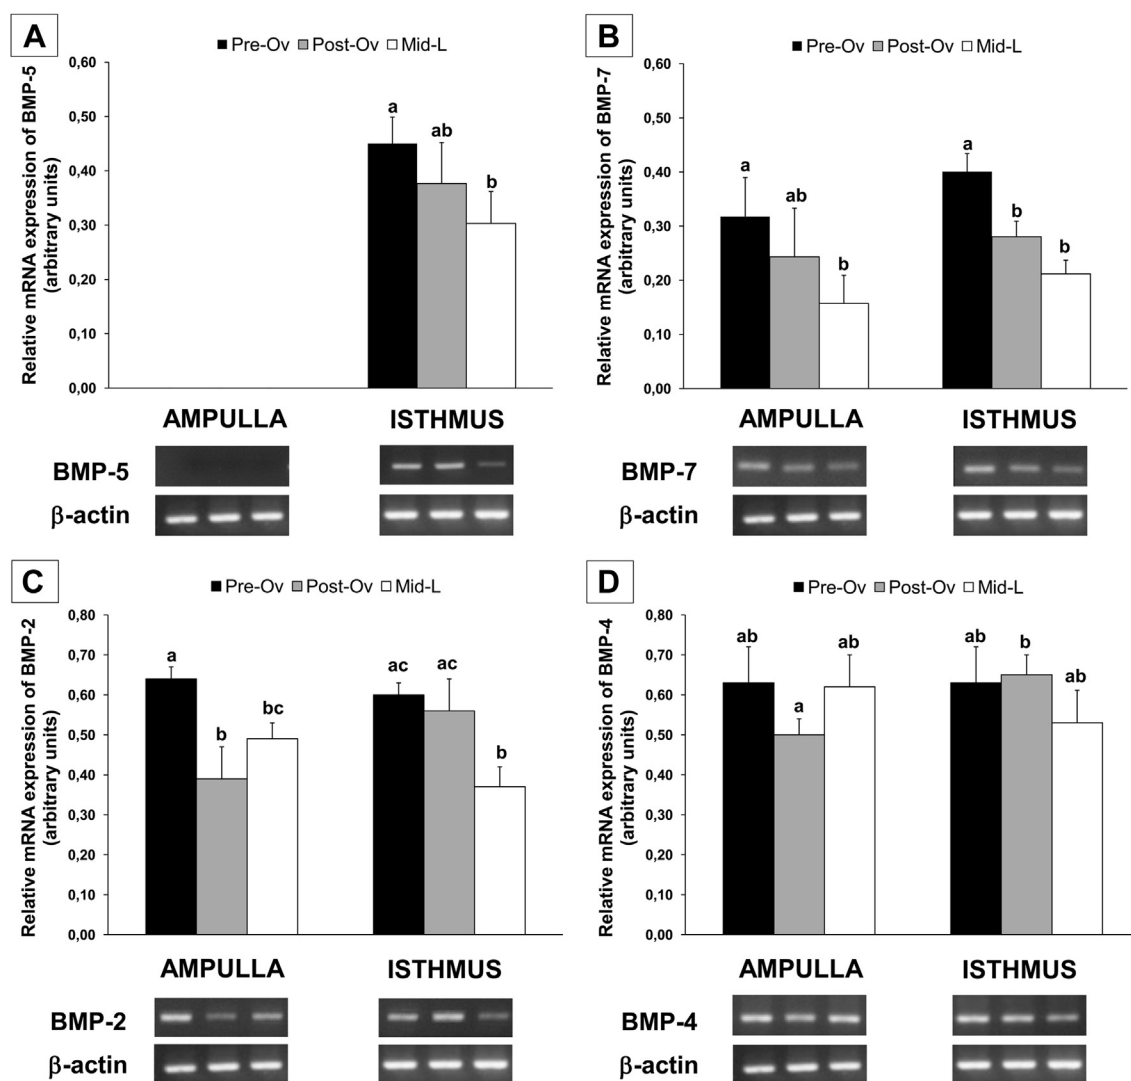 A
Pre-Ov Post-Ov Mid-L
Relative mRNA expression of BMP-5
(arbitrary units)
0,60
0,50
0,40
0,30
0,20
0,10
0,00
a
ab
b
AMPULLA ISTHMUS
BMP-5
β-actin
B
Pre-Ov Post-Ov Mid-L
Relative mRNA expression of BMP-7
(arbitrary units)
0,60
0,50
0,40
0,30
0,20
0,10
0,00
a
ab
b
a
b
b
AMPULLA ISTHMUS
BMP-7
β-actin
C
Pre-Ov Post-Ov Mid-L
Relative mRNA expression of BMP-2
(arbitrary units)
0,80
0,70
0,60
0,50
0,40
0,30
0,20
0,10
0,00
a
b
bc
ac
ac
b
AMPULLA ISTHMUS
BMP-2
β-actin
D
Pre-Ov Post-Ov Mid-L
Relative mRNA expression of BMP-4
(arbitrary units)
0,80
0,70
0,60
0,50
0,40
0,30
0,20
0,10
0,00
ab
a
ab
ab
b
ab
AMPULLA ISTHMUS
BMP-4
β-actin